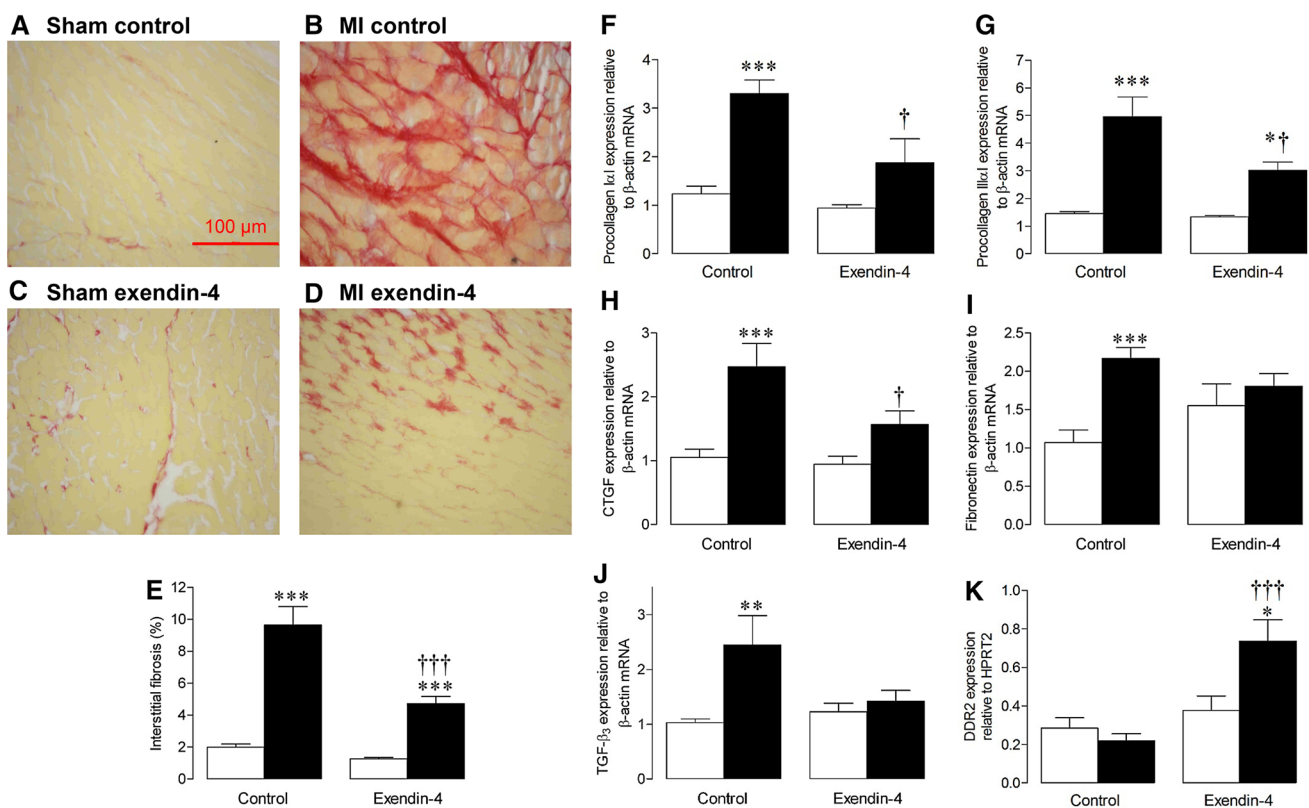 A Sham control
B MI control
100 µm
C Sham exendin-4
D MI exendin-4
E
Interstitial fibrosis (%)
12
10
8
6
4
2
0
***
†††
***
Control
Exendin-4
F
Procollagen IαI expression relative
to β-actin mRNA
4
3
2
1
0
***
†
Control
Exendin-4
G
Procollagen IIIαI expression relative
to β-actin mRNA
7
6
5
4
3
2
1
0
***
*†
Control
Exendin-4
H
CTGF expression relative to
β-actin mRNA
3
2
1
0
***
†
Control
Exendin-4
I
Fibronectin expression relative to
β-actin mRNA
2.5
2.0
1.5
1.0
0.5
0.0
***
Control
Exendin-4
J
TGF-β3 expression relative to
β-actin mRNA
3
2
1
0
**
Control
Exendin-4
K
DDR2 expression
relative to HPRT2
1.0
0.8
0.6
0.4
0.2
0.0
†††
*
Control
Exendin-4